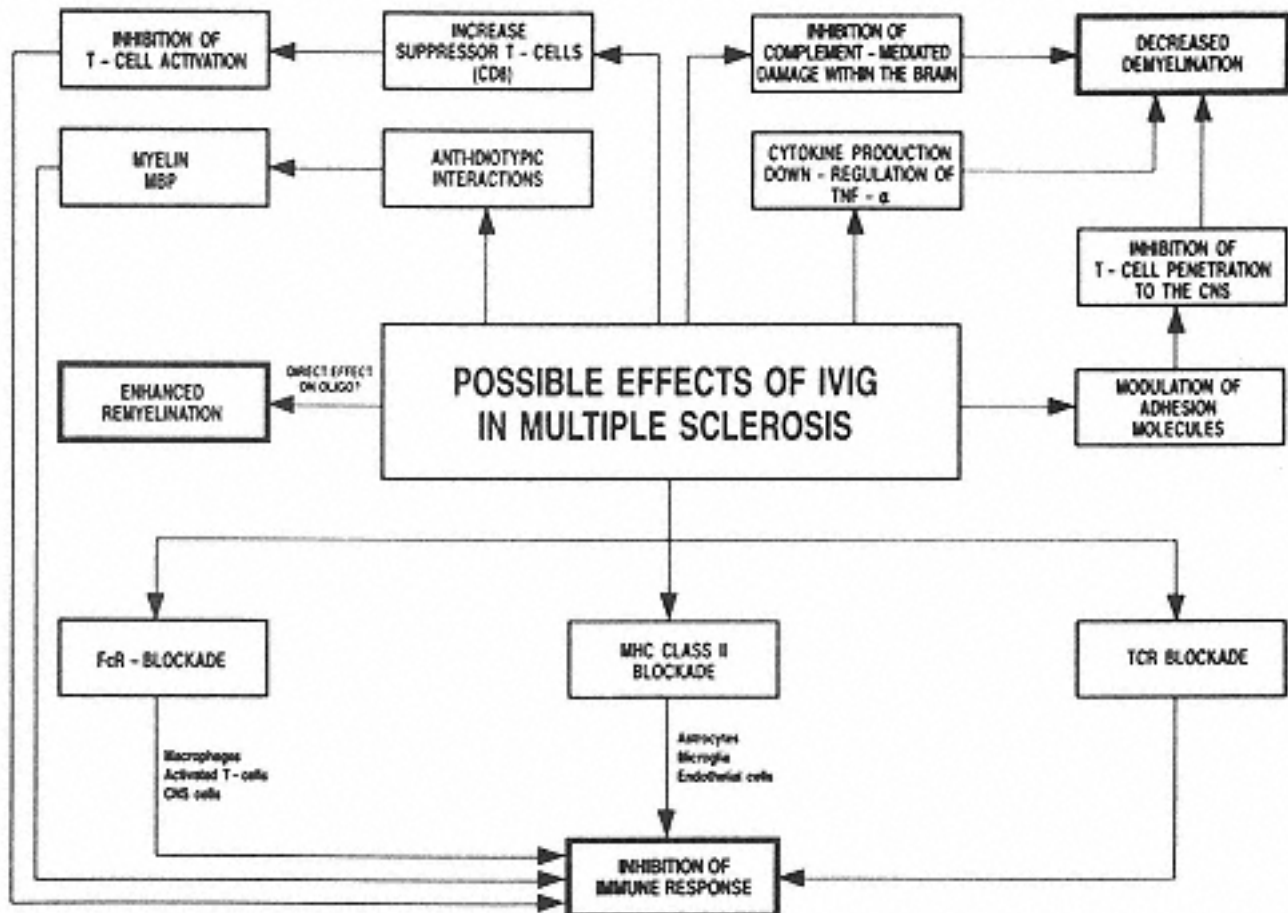 INHIBITION OF
T - CELL ACTIVATION
INCREASE
SUPPRESSOR T - CELLS
(CD8)
INHIBITION OF
COMPLEMENT - MEDIATED
DAMAGE WITHIN THE BRAIN
DECREASED
DEMYELINATION
MYELIN
MBP
ANTI-IDIOTYPIC
INTERACTIONS
CYTOKINE PRODUCTION
DOWN - REGULATION OF
TNF - α
INHIBITION OF
T - CELL PENETRATION
TO THE CNS
ENHANCED
REMYELINATION
DIRECT EFFECT
ON OLIGO?
POSSIBLE EFFECTS OF IVIG
IN MULTIPLE SCLEROSIS
MODULATION OF
ADHESION
MOLECULES
FcR - BLOCKADE
MHC CLASS II
BLOCKADE
TCR BLOCKADE
Macrophages
Activated T - cells
CNS cells
Astrocytes
Microglia
Endothelial cells
INHIBITION OF
IMMUNE RESPONSE